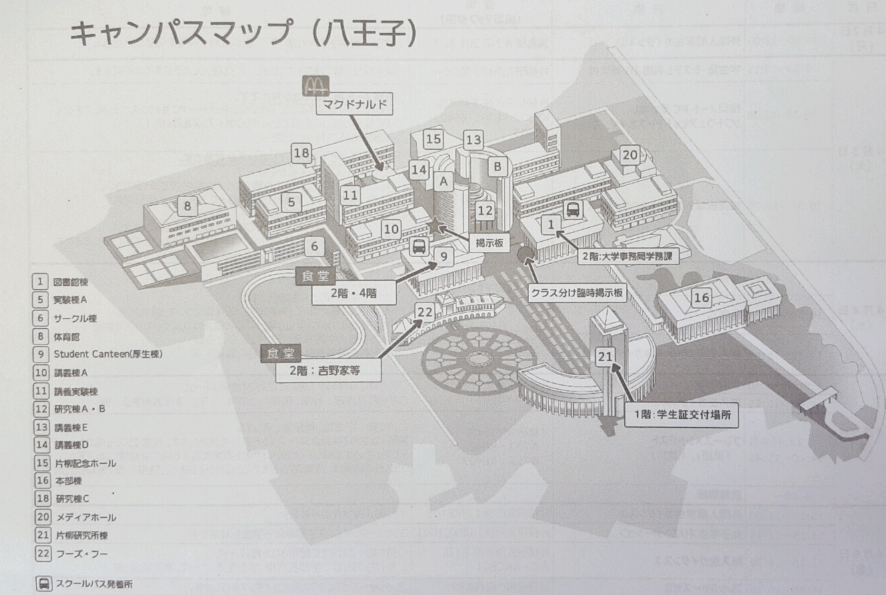 キャンパスマップ（八王子）
マクドナルド
15
13
18
14
A
B
20
8
5
11
12
10
1
掲示板
6
9
2階:大学事務局学務課
食堂
2階・4階
クラス分け臨時掲示板
16
22
食堂
2階：吉野家等
21
1階:学生証交付場所
1 図書館棟
5 実験棟A
6 サークル棟
8 体育館
9 Student Canteen(厚生棟)
10 講義棟A
11 講義実験棟
12 研究棟A・B
13 講義棟E
14 講義棟D
15 片柳記念ホール
16 本部棟
18 研究棟C
20 メディアホール
21 片柳研究所棟
22 フーズ・フー
スクールバス発着所